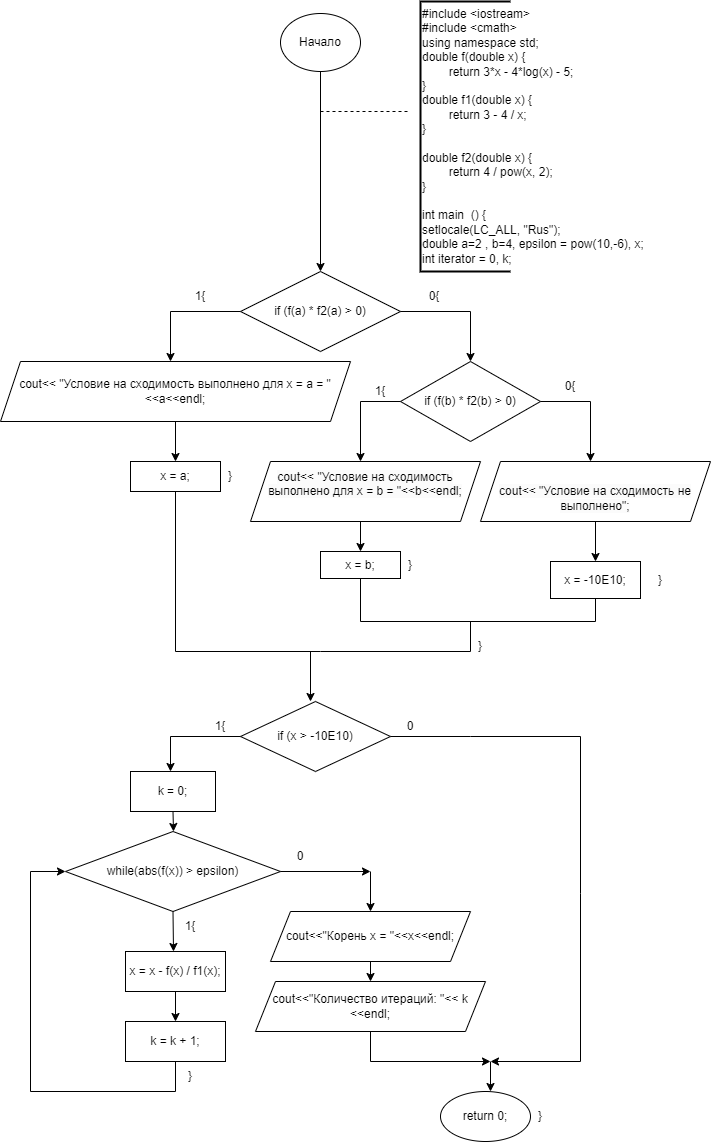 Начало
#include <iostream>
#include <cmath>
using namespace std;
double f(double x) {
return 3*x - 4*log(x) - 5;
}
double f1(double x) {
return 3 - 4 / x;
}
double f2(double x) {
return 4 / pow(x, 2);
}
int main  () {
setlocale(LC_ALL, "Rus");
double a=2 , b=4, epsilon = pow(10,-6), x;
int iterator = 0, k;
1{
if (f(a) * f2(a) > 0)
0{
cout<< "Условие на сходимость выполнено для x = a = "
<<a<<endl;
1{
if (f(b) * f2(b) > 0)
0{
x = a;
}
cout<< "Условие на сходимость
выполнено для x = b = "<<b<<endl;
cout<< "Условие на сходимость не
выполнено";
x = b;
}
x = -10E10;
}
}
1{
if (x > -10E10)
0
k = 0;
while(abs(f(x)) > epsilon)
0
1{
cout<<"Корень x = "<<x<<endl;
x = x - f(x) / f1(x);
cout<<"Количество итераций: "<< k
<<endl;
k = k + 1;
}
return 0;
}